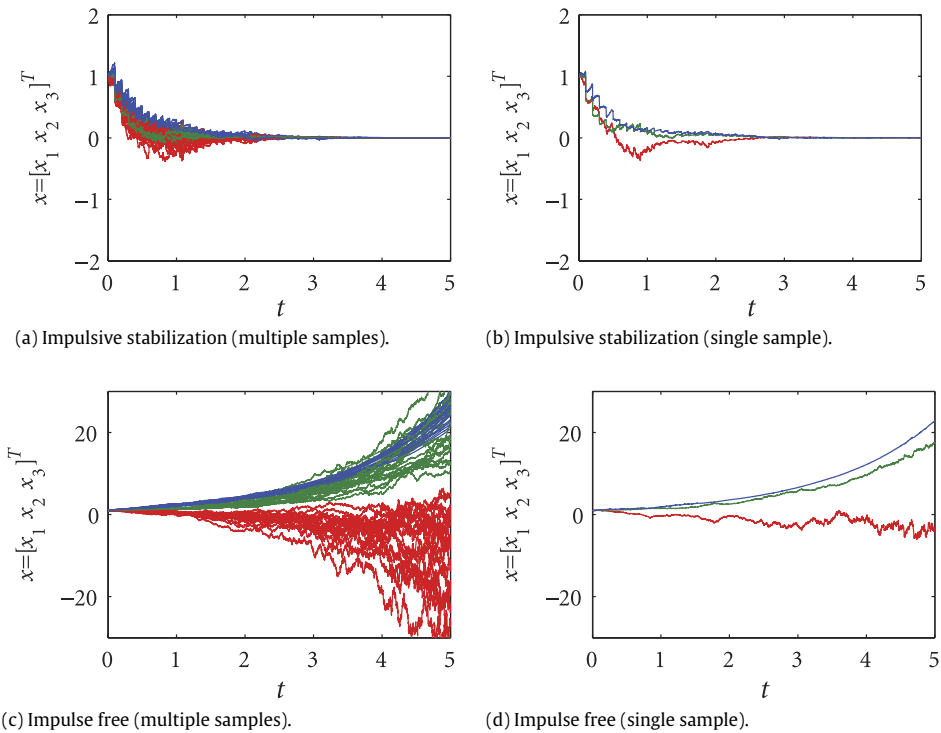 2
1
0
−1
−2
x=[x1 x2 x3]T
0 1 2 3 4 5
t
(a) Impulsive stabilization (multiple samples).
2
1
0
−1
−2
x=[x1 x2 x3]T
0 1 2 3 4 5
t
(b) Impulsive stabilization (single sample).
20
0
−20
x=[x1 x2 x3]T
0 1 2 3 4 5
t
(c) Impulse free (multiple samples).
20
0
−20
x=[x1 x2 x3]T
0 1 2 3 4 5
t
(d) Impulse free (single sample).